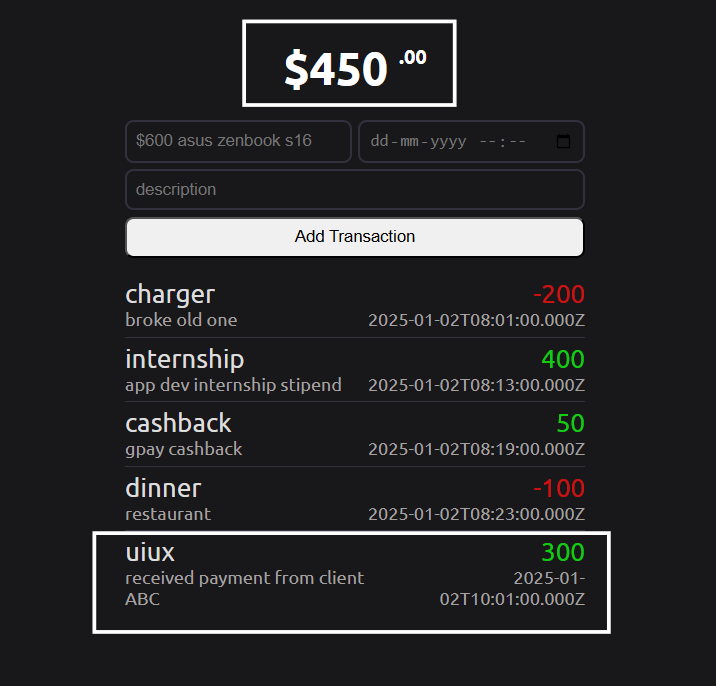 $450 .00
$600 asus zenbook s16 dd-mm-yyyy --:--
description
Add Transaction
charger -200
broke old one 2025-01-02T08:01:00.000Z
internship 400
app dev internship stipend 2025-01-02T08:13:00.000Z
cashback 50
gpay cashback 2025-01-02T08:19:00.000Z
dinner -100
restaurant 2025-01-02T08:23:00.000Z
uiux 300
received payment from client 2025-01-
ABC 02T10:01:00.000Z